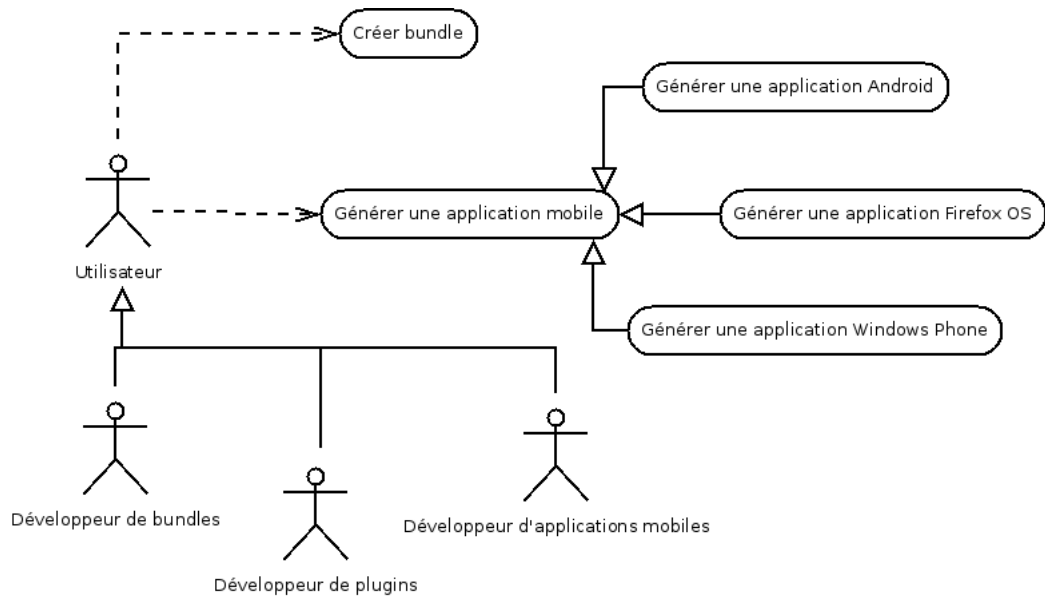 Créer bundle
Générer une application Android
Générer une application mobile
Générer une application Firefox OS
Utilisateur
Générer une application Windows Phone
Développeur de bundles
Développeur d'applications mobiles
Développeur de plugins